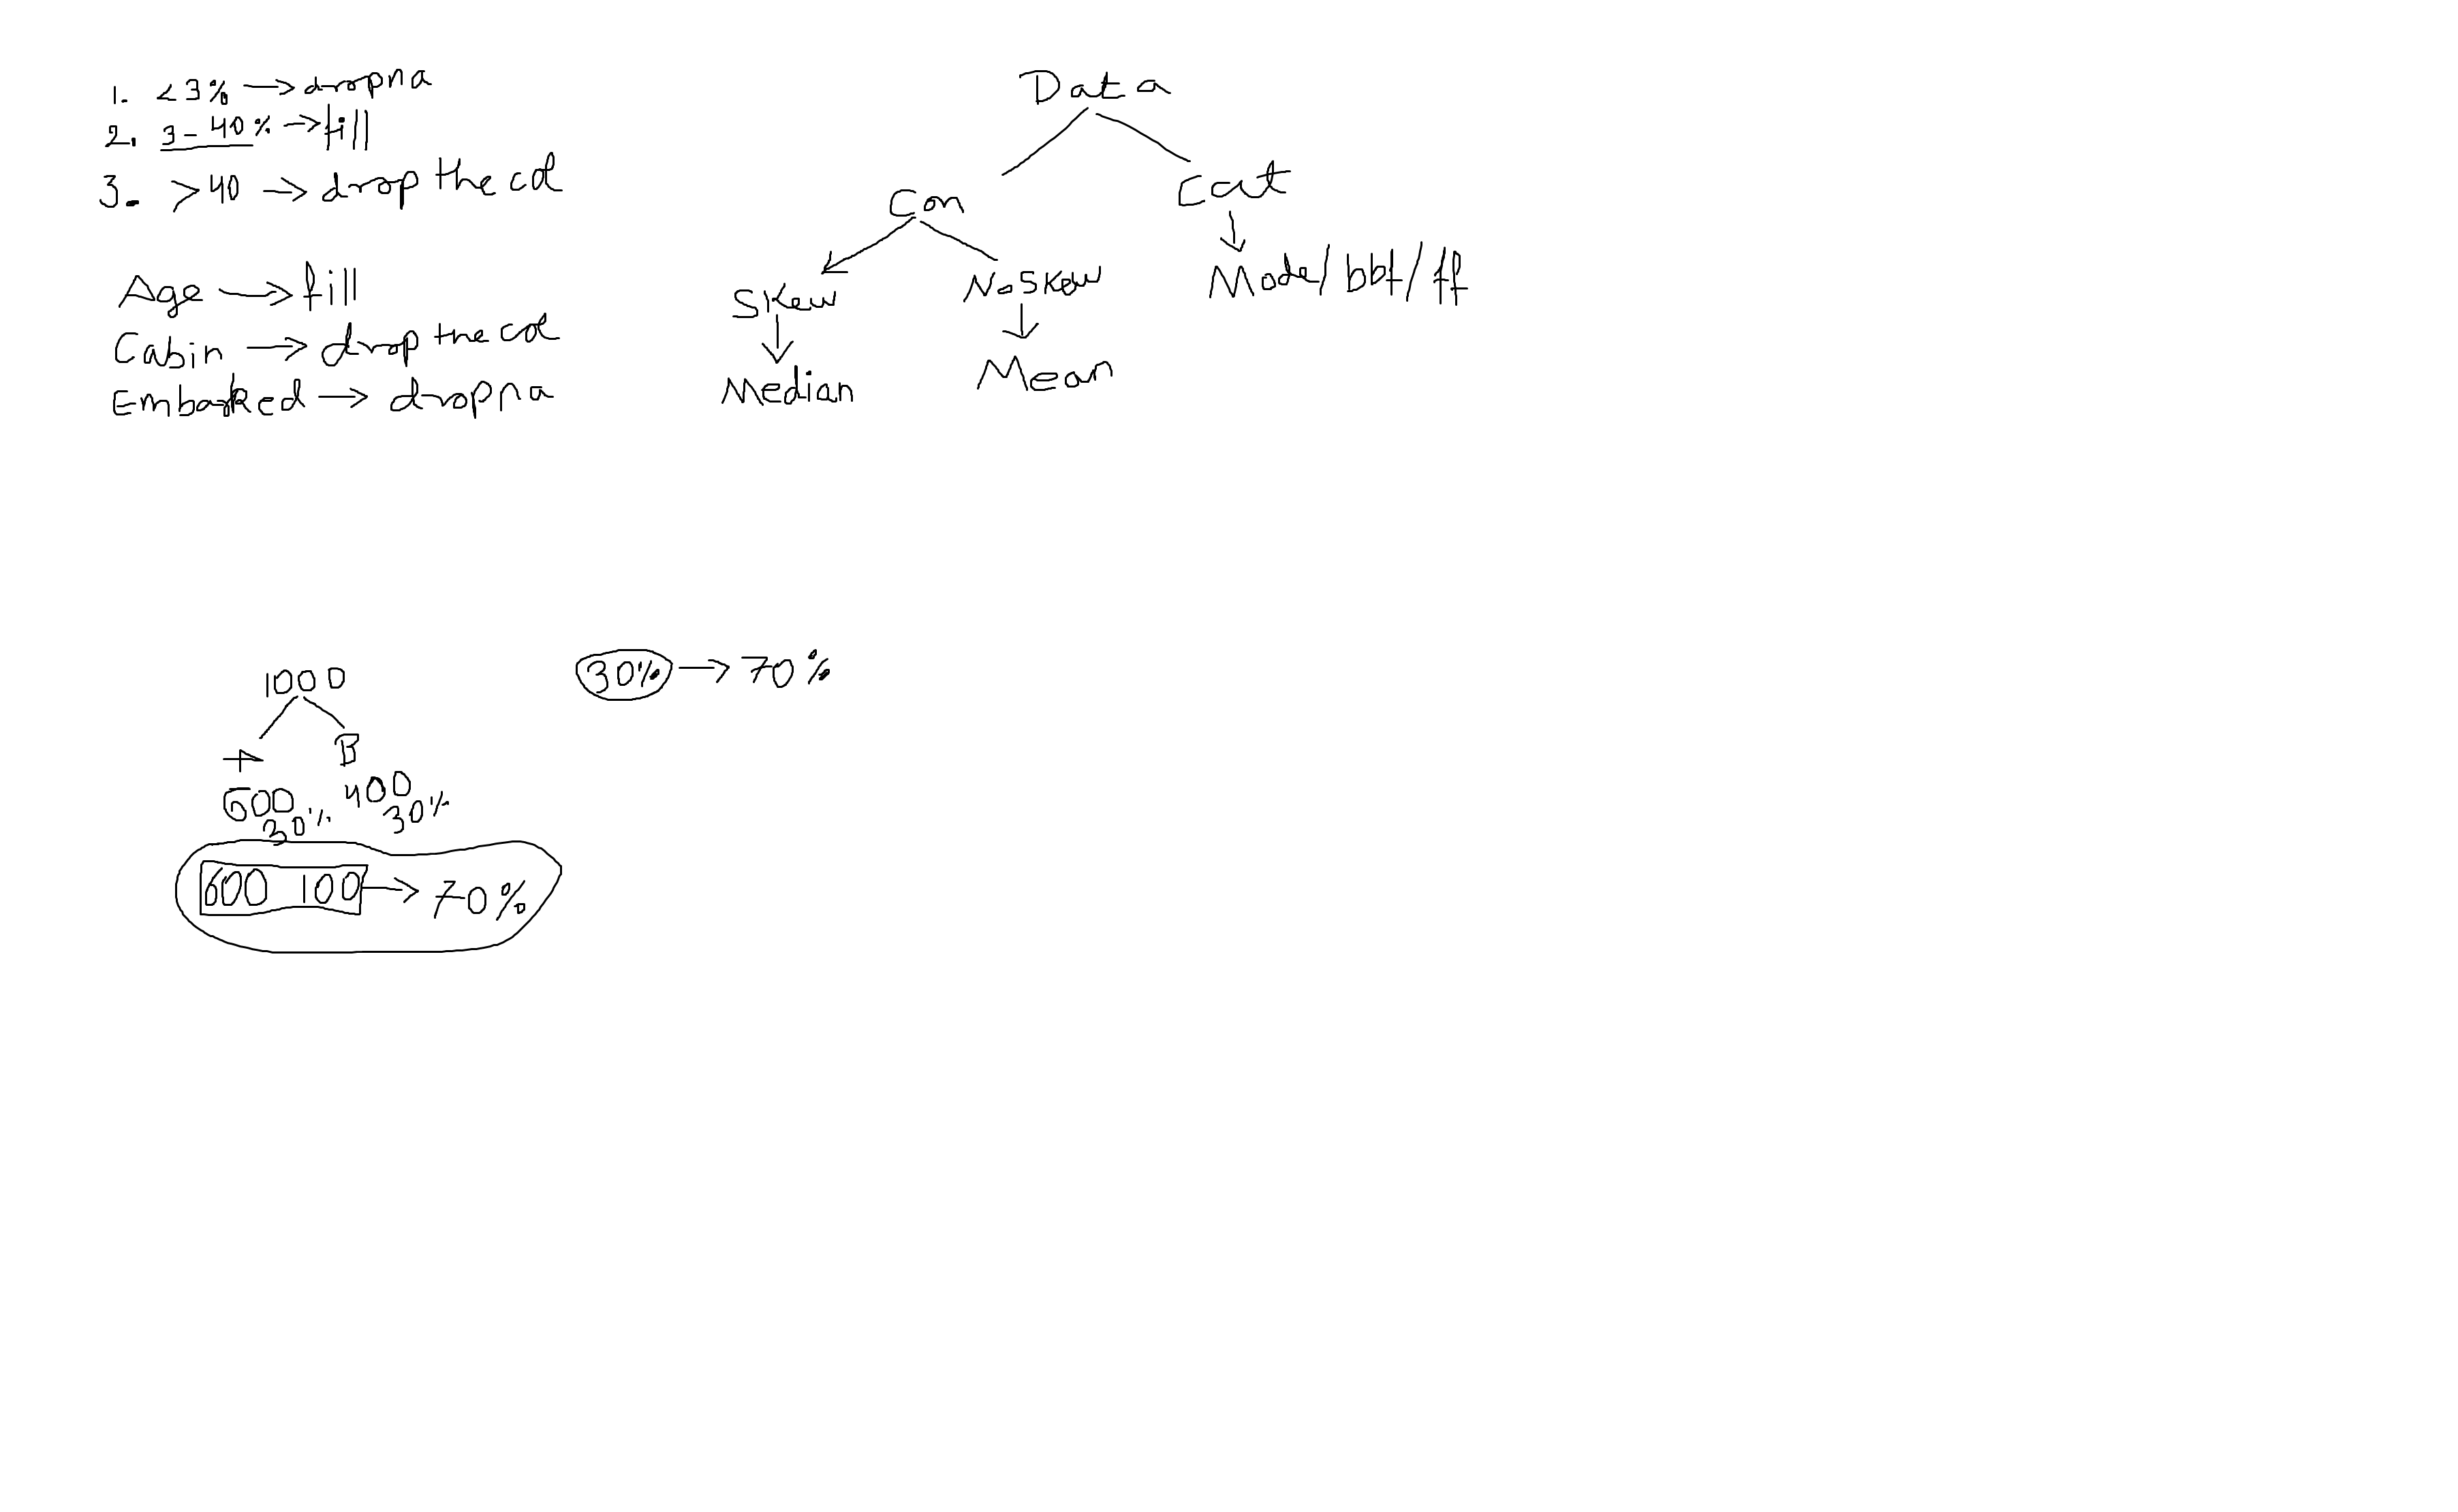 1. <3% → dropna
2. 3-40% → fill
3. >40 → drop the col
Age → fill
Cabin → drop the col
Embarked → dropna
Data
Con Cat
Skew No Skew Mode/bbf/ff
Median Mean
1000
B
600 400
30% 30%
600 100 → 70%
30% → 70%